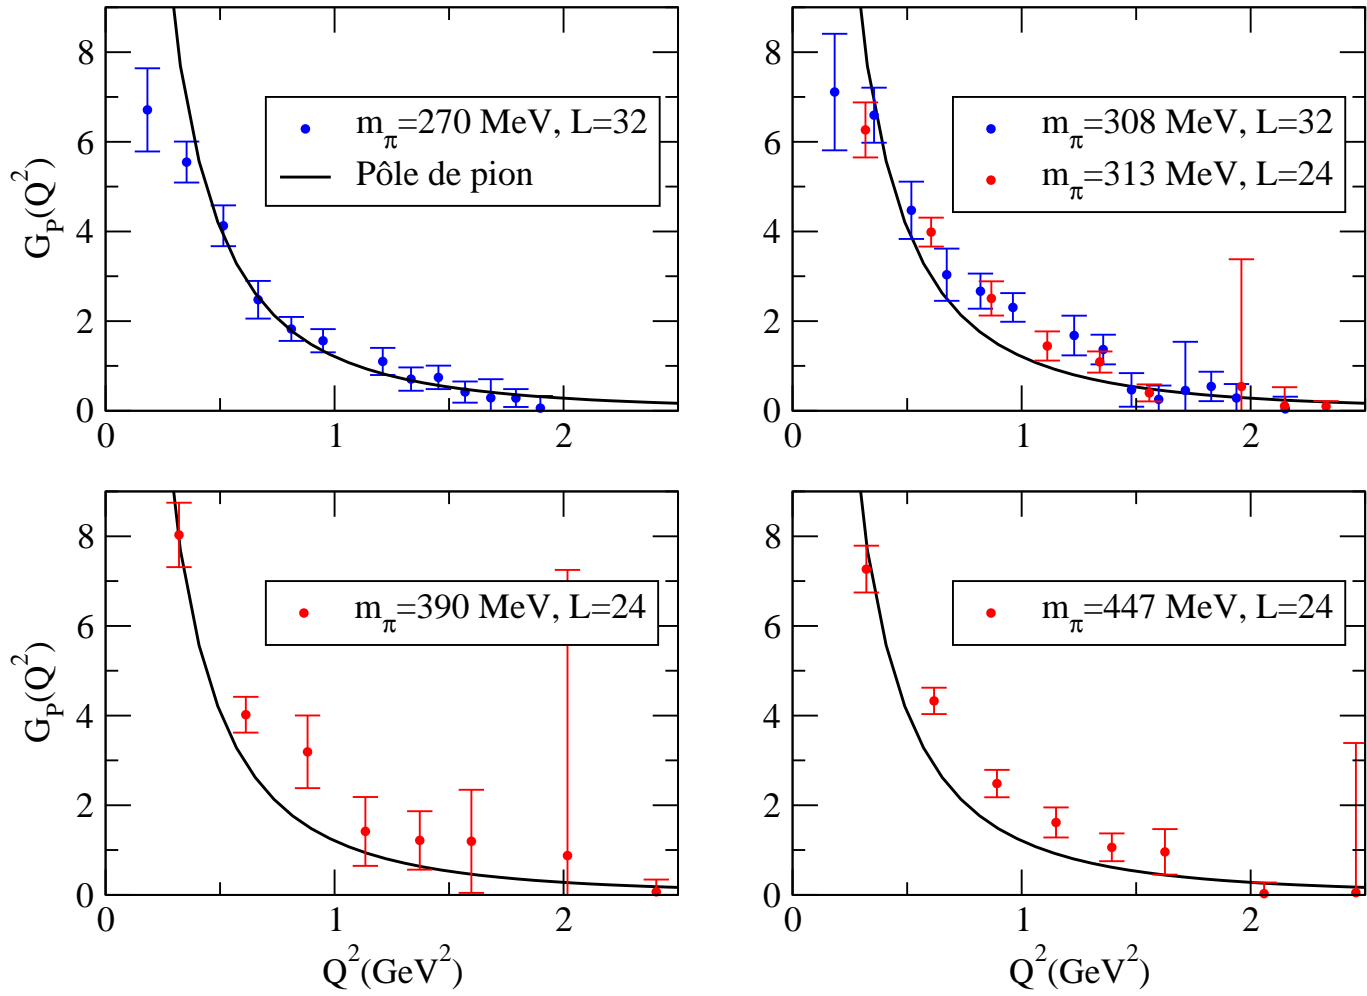 8
6
4
2
0
0 1 2
G_P(Q^2)
m_π=270 MeV, L=32
Pôle de pion
8
6
4
2
0
0 1 2
m_π=308 MeV, L=32
m_π=313 MeV, L=24
8
6
4
2
0
0 1 2
G_P(Q^2)
Q^2(GeV^2)
m_π=390 MeV, L=24
8
6
4
2
0
0 1 2
Q^2(GeV^2)
m_π=447 MeV, L=24